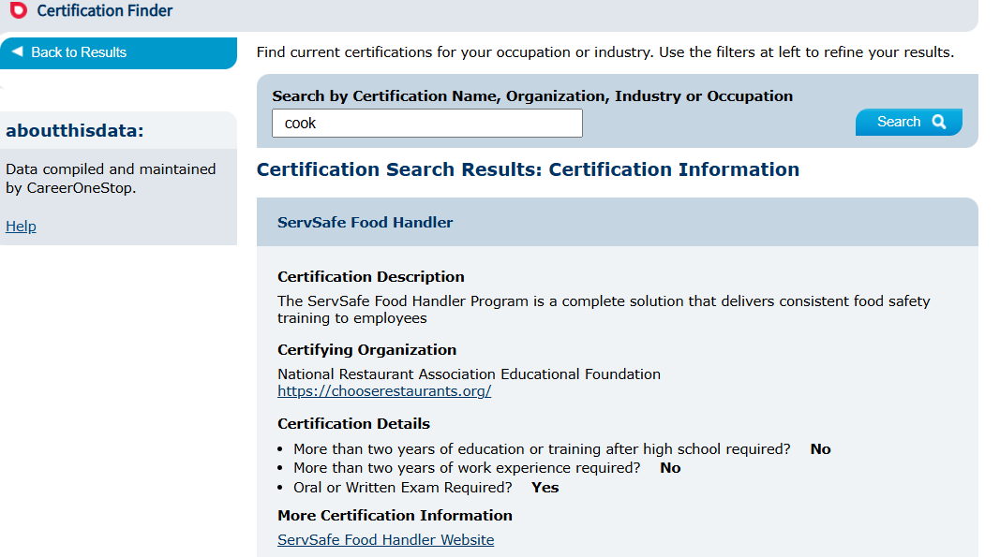 Certification Finder
Back to Results
Find current certifications for your occupation or industry. Use the filters at left to refine your results.
Search by Certification Name, Organization, Industry or Occupation
cook
Search
aboutthisdata:
Data compiled and maintained
by CareerOneStop.
Help
Certification Search Results: Certification Information
ServSafe Food Handler
Certification Description
The ServSafe Food Handler Program is a complete solution that delivers consistent food safety
training to employees
Certifying Organization
National Restaurant Association Educational Foundation
https://chooserestaurants.org/
Certification Details
• More than two years of education or training after high school required? No
• More than two years of work experience required? No
• Oral or Written Exam Required? Yes
More Certification Information
ServSafe Food Handler Website